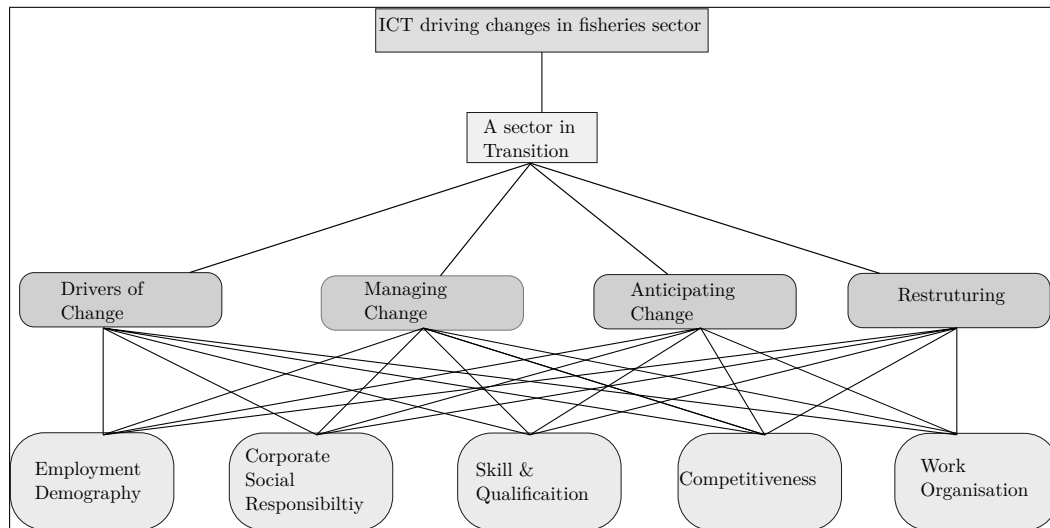 ICT driving changes in fisheries sector
A sector in
Transition
Drivers of
Change
Managing
Change
Anticipating
Change
Restruturing
Employment
Demography
Corporate
Social
Responsibiltiy
Skill &
Qualificaition
Competitiveness
Work
Organisation